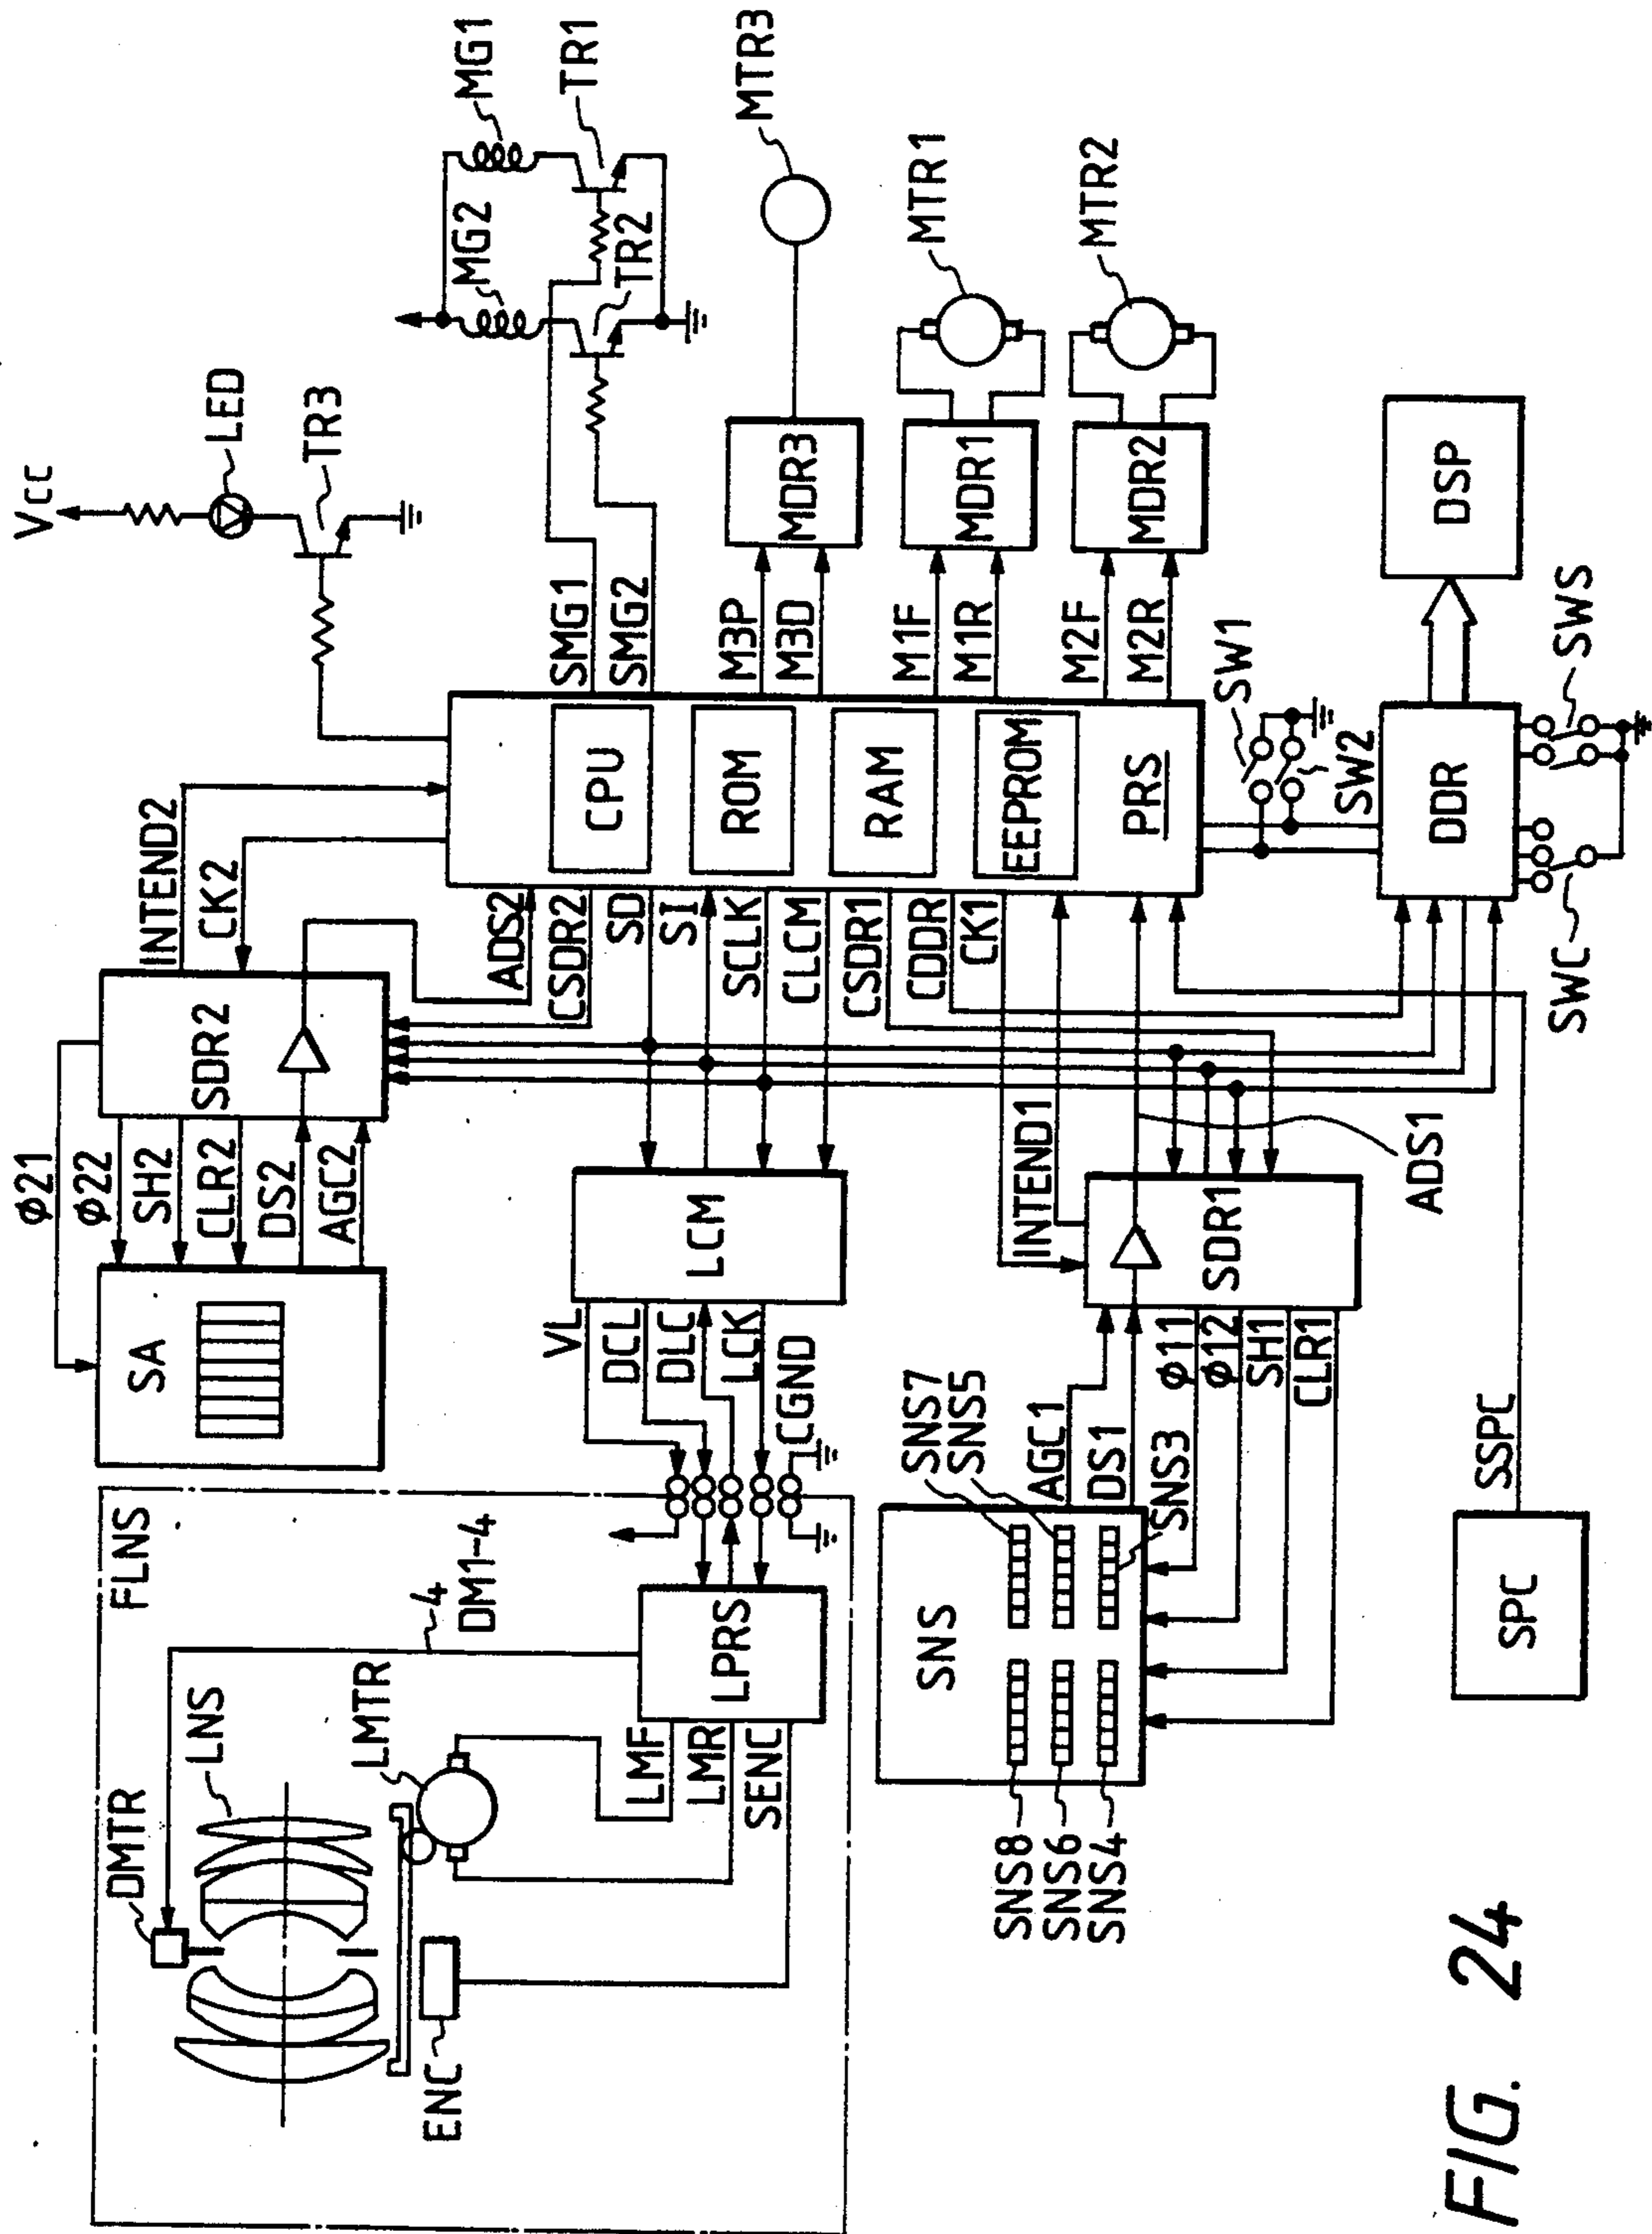 FLNS
DMTR
LNS
LMTR
ENC
4
DM1-4
LMF
LMR
SENC
LPRS
VL
DCL
DLC
LCK
CGND
LCM
SA
ø21
ø22
SH2
CLR2
DS2
AGC2
SDR2
INTEND2
CK2
ADS2
CSDR2
SD
SI
SCLK
CLCM
CSDR1
CDDR
CK1
INTEND1
ADS1
CPU
ROM
RAM
EEPROM
PRS
VCC
LED
TR3
MG1
TR1
MG2
TR2
SMG1
SMG2
M3P
M3D
MDR3
MTR3
M1F
M1R
MDR1
MTR1
M2F
M2R
MDR2
MTR2
SW1
SW2
DDR
DSP
SWS
SWC
SNS
SNS7
SNS5
SNS3
SNS8
SNS6
SNS4
AGC1
DS1
ø11
ø12
SH1
CLR1
SDR1
SPC
SSPC
FIG. 24